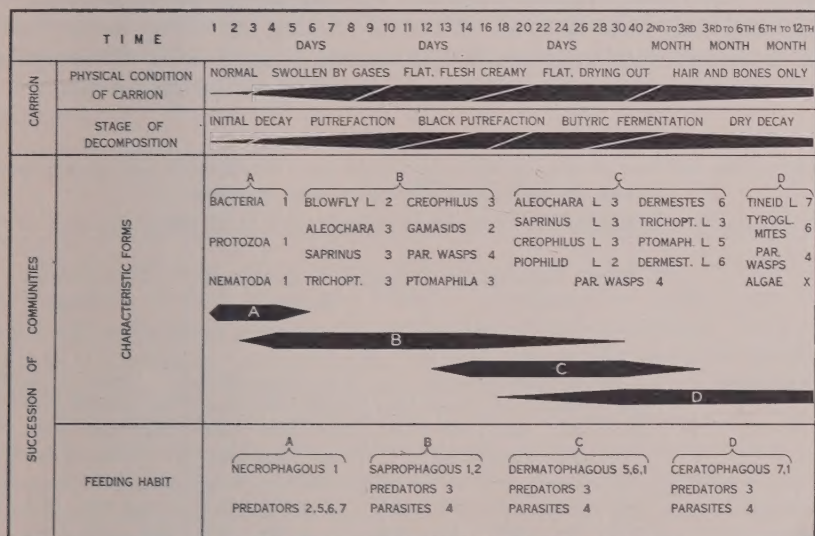 TIME
1 2 3 4 5 6 7 8 9 10 11 12 13 14 16 18 20 22 24 26 28 30 40 2ND TO 3RD 3RD TO 6TH 6TH TO 12TH
DAYS DAYS DAYS MONTH MONTH MONTH
CARRION
PHYSICAL CONDITION
OF CARRION
NORMAL SWOLLEN BY GASES FLAT. FLESH CREAMY FLAT. DRYING OUT HAIR AND BONES ONLY
STAGE OF
DECOMPOSITION
INITIAL DECAY PUTREFACTION BLACK PUTREFACTION BUTYRIC FERMENTATION DRY DECAY
SUCCESSION OF COMMUNITIES
CHARACTERISTIC FORMS
A B C D
BACTERIA 1 BLOWFLY L. 2 CREOPHILUS 3 ALEOCHARA L 3 DERMESTES 6 TINEID L 7
ALEOCHARA 3 GAMASIDS 2 SAPRINUS L 3 TRICHOPT. L 3 TYROGL. MITES 6
PROTOZOA 1 SAPRINUS 3 PAR. WASPS 4 CREOPHILUS L 3 PTOMAPH. L 5 PAR. WASPS 4
PIOPHILID L 2 DERMEST. L 6
NEMATODA 1 TRICHOPT. 3 PTOMAPHILA 3 PAR. WASPS 4 ALGAE X
A
B
C
D
FEEDING HABIT
A B C D
NECROPHAGOUS 1 SAPROPHAGOUS 1,2 DERMATOPHAGOUS 5,6,1 CERATOPHAGOUS 7,1
PREDATORS 3 PREDATORS 3 PREDATORS 3
PREDATORS 2,5,6,7 PARASITES 4 PARASITES 4 PARASITES 4